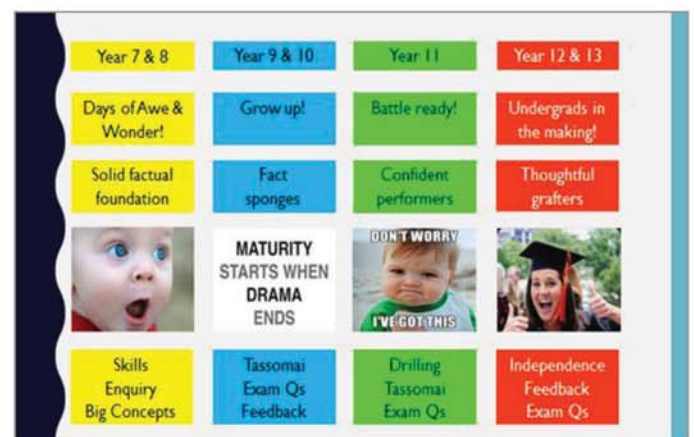 Year 7 & 8
Year 9 & 10
Year 11
Year 12 & 13
Days of Awe &
Wonder!
Grow up!
Battle ready!
Undergrads in
the making!
Solid factual
foundation
Fact
sponges
Confident
performers
Thoughtful
grafters
MATURITY
STARTS WHEN
DRAMA
ENDS
DON'T WORRY
I'VE GOT THIS
Skills
Enquiry
Big Concepts
Tassomai
Exam Qs
Feedback
Drilling
Tassomai
Exam Qs
Independence
Feedback
Exam Qs